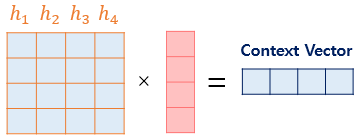 h₁ h₂ h₃ h₄
Context Vector
× =